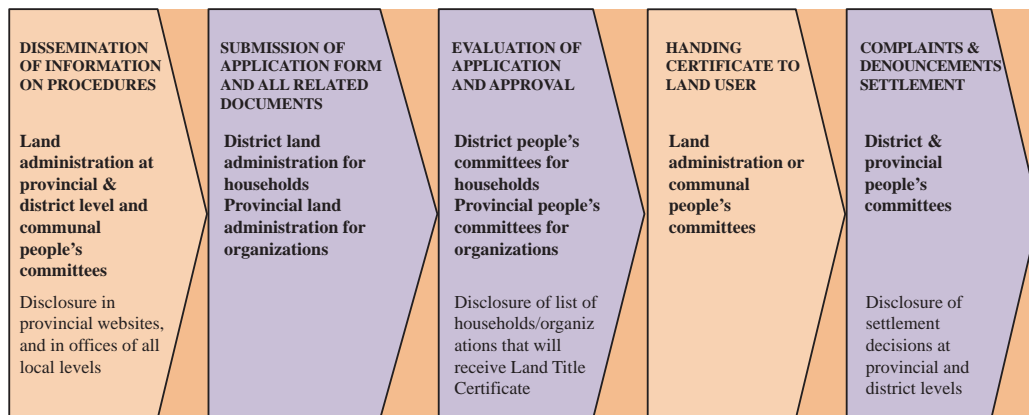 DISSEMINATION
OF INFORMATION
ON PROCEDURES
Land
administration at
provincial &
district level and
communal
people's
committees
Disclosure in
provincial websites,
and in offices of all
local levels
SUBMISSION OF
APPLICATION FORM
AND ALL RELATED
DOCUMENTS
District land
administration for
households
Provincial land
administration for
organizations
EVALUATION OF
APPLICATION
AND APPROVAL
District people's
committees for
households
Provincial people's
committees for
organizations
Disclosure of list of
households/organiz
ations that will
receive Land Title
Certificate
HANDING
CERTIFICATE TO
LAND USER
Land
administration or
communal
people's
committees
COMPLAINTS &
DENOUNCEMENTS
SETTLEMENT
District &
provincial
people's
committees
Disclosure of
settlement
decisions at
provincial and
district levels